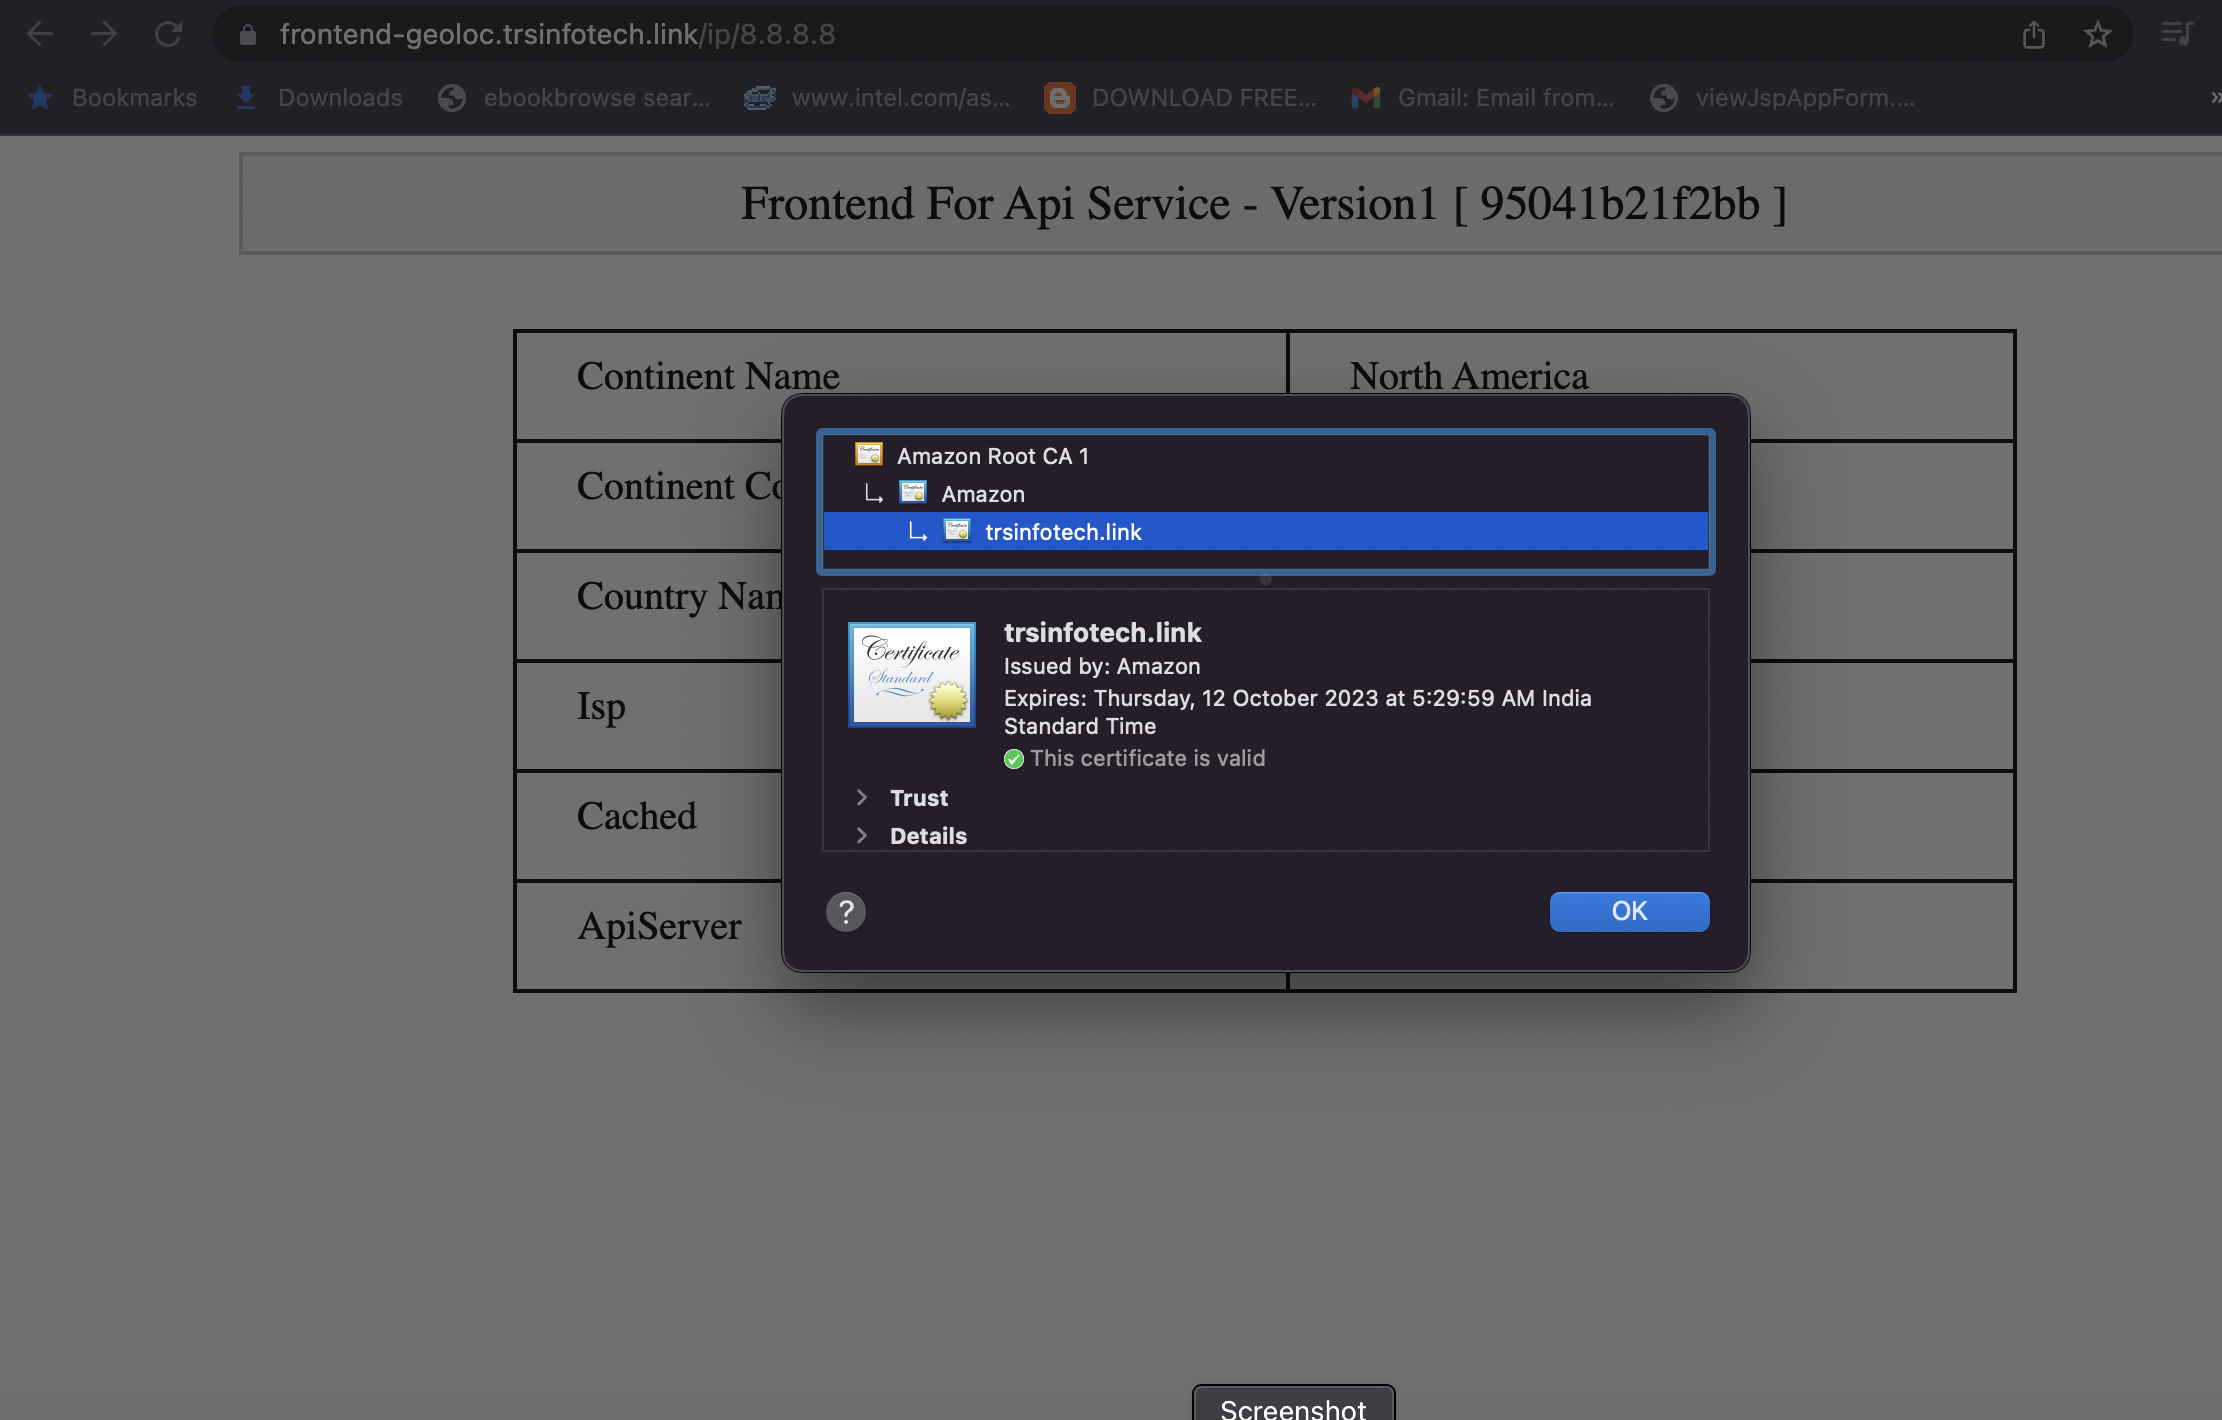 frontend-geoloc.trsinfotech.link/ip/8.8.8.8
Bookmarks Downloads ebookbrowse sear... www.intel.com/as... DOWNLOAD FREE... Gmail: Email from... viewJspAppForm.... »
Frontend For Api Service - Version1 [ 95041b21f2bb ]
Continent Name North America
Continent Co
Country Nan
Isp
Cached
ApiServer
Amazon Root CA 1
Amazon
trsinfotech.link
Certificate
Standard
trsinfotech.link
Issued by: Amazon
Expires: Thursday, 12 October 2023 at 5:29:59 AM India
Standard Time
This certificate is valid
Trust
Details
?
OK
Screenshot